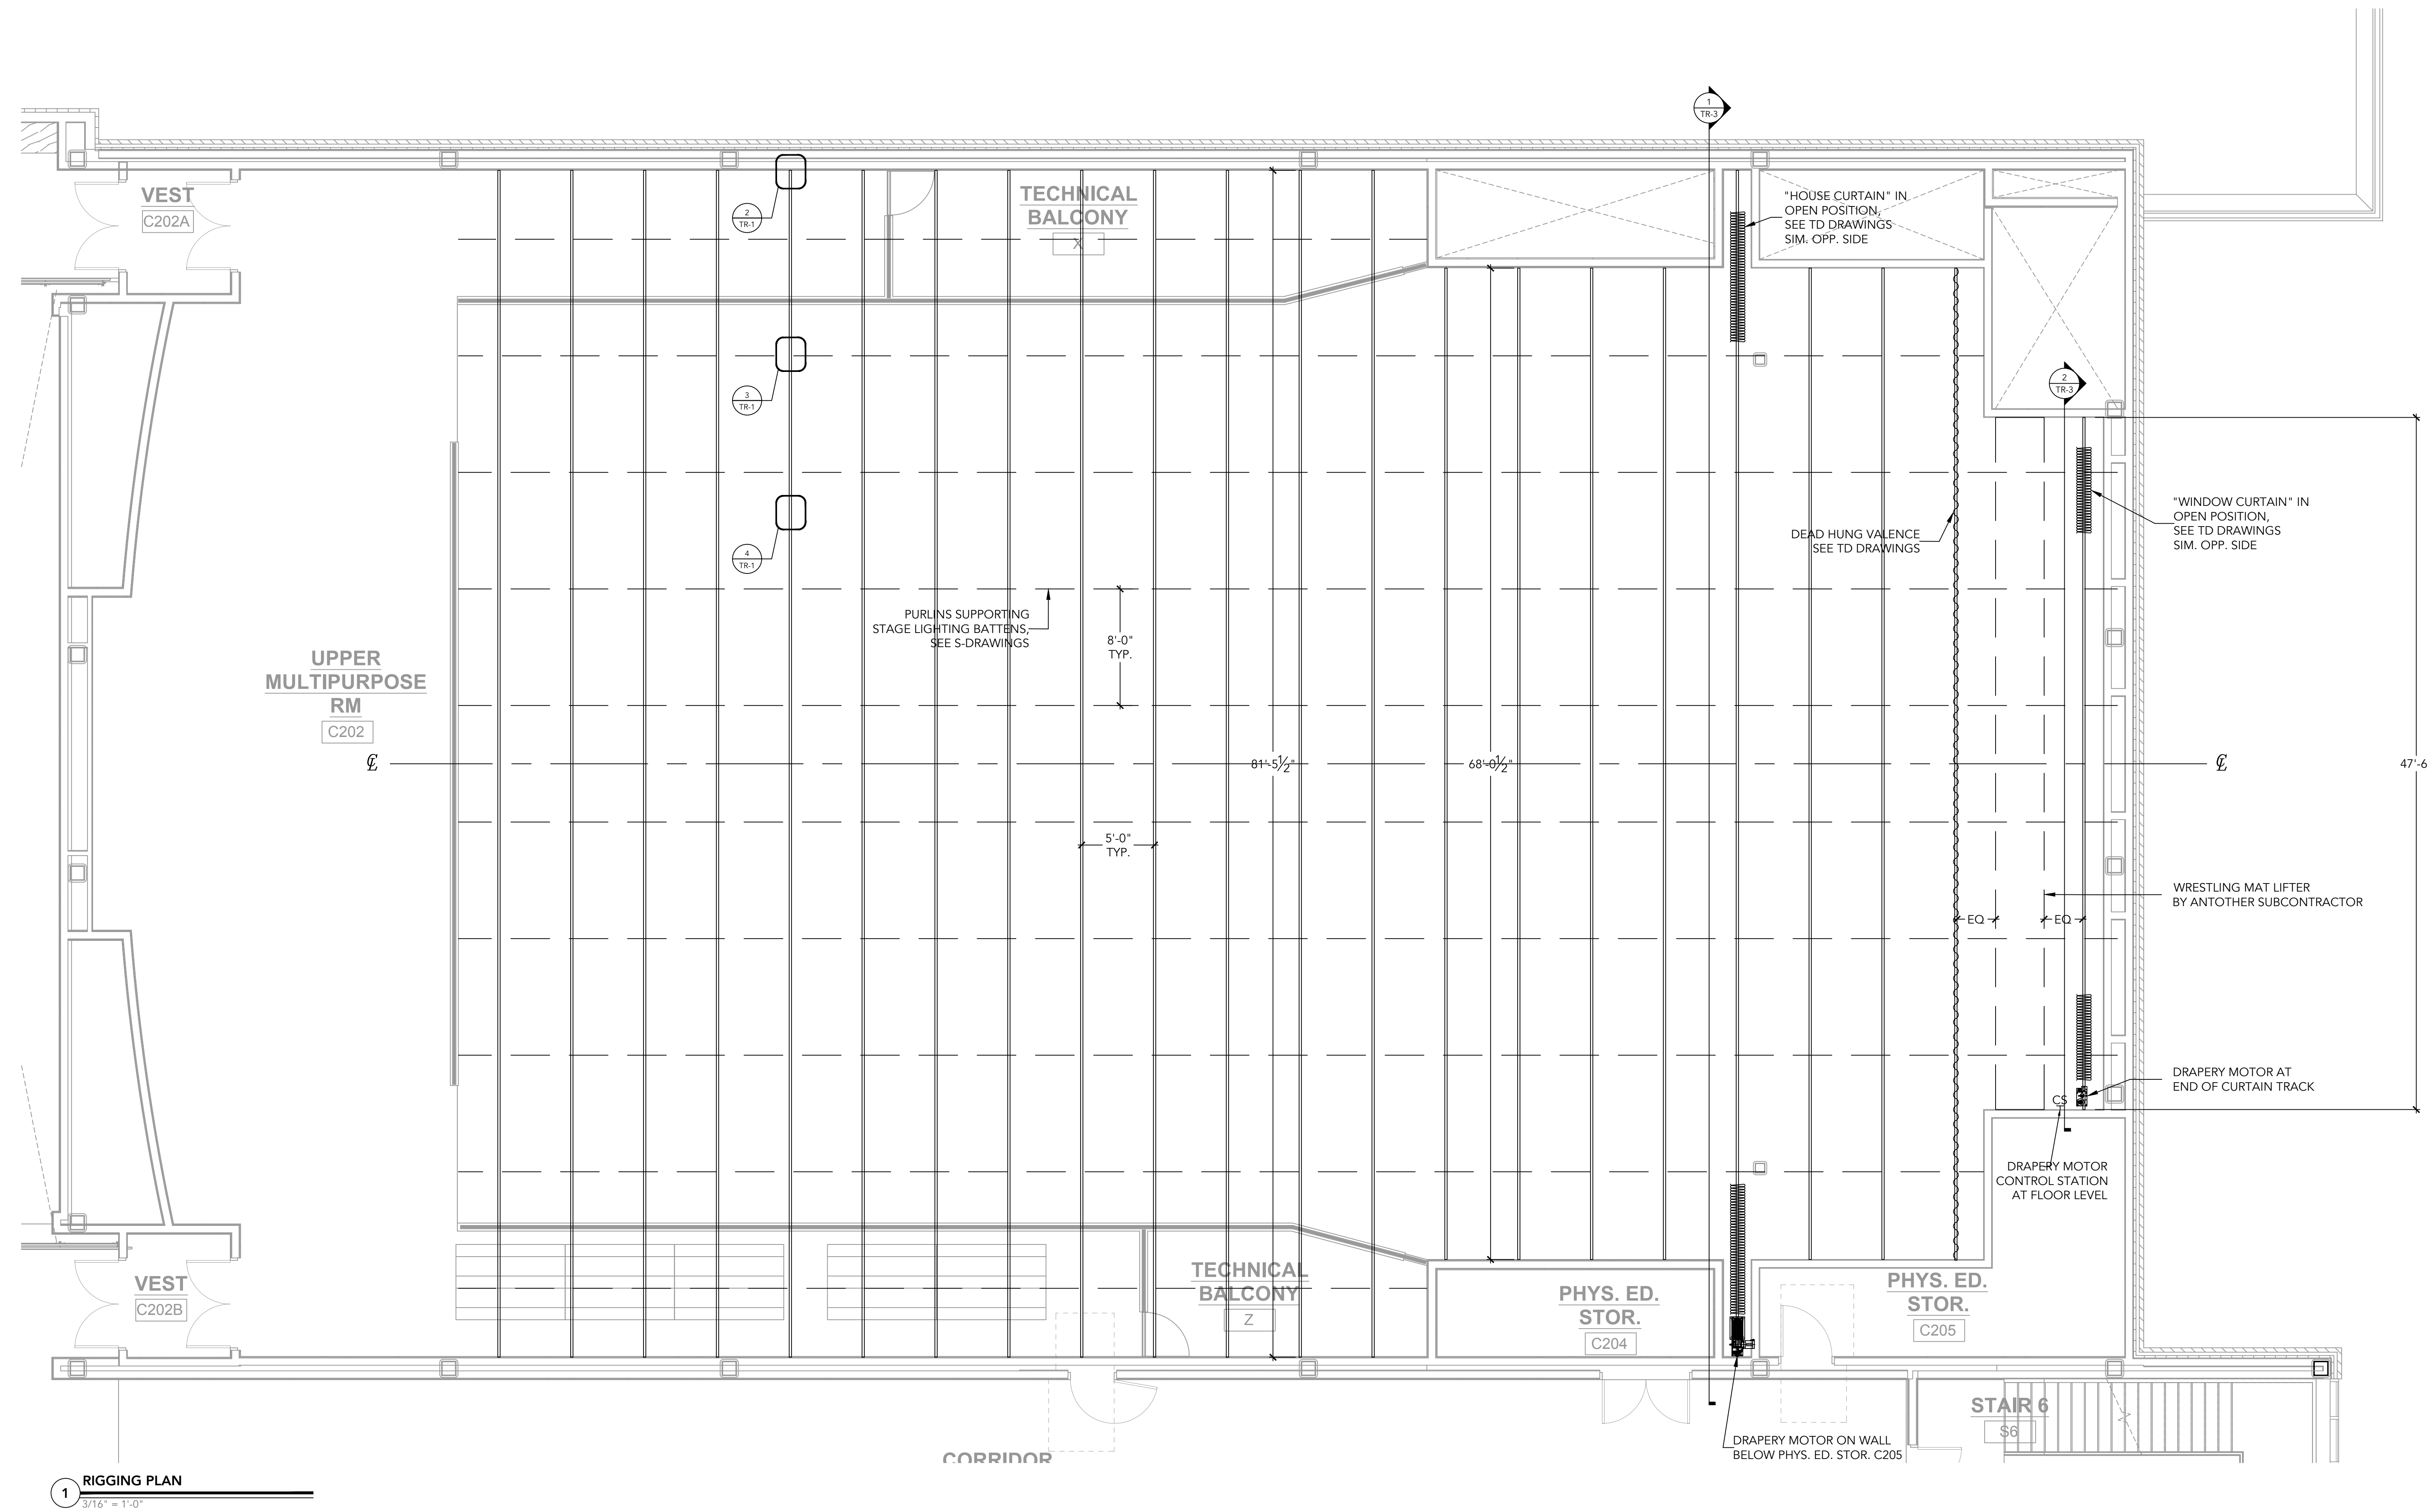 1
TR-3
VEST
C202A
2
TR-1
TECHNICAL
BALCONY
X
"HOUSE CURTAIN" IN
OPEN POSITION,
SEE TD DRAWINGS
SIM. OPP. SIDE
3
TR-1
2
TR-3
4
TR-1
DEAD HUNG VALENCE
SEE TD DRAWINGS
"WINDOW CURTAIN" IN
OPEN POSITION,
SEE TD DRAWINGS
SIM. OPP. SIDE
PURLINS SUPPORTING
STAGE LIGHTING BATTENS,
SEE S-DRAWINGS
8'-0"
TYP.
UPPER
MULTIPURPOSE
RM
C202
℄
81'-5½"
68'-0½"
℄
47'-6
5'-0"
TYP.
WRESTLING MAT LIFTER
BY ANTOTHER SUBCONTRACTOR
EQ
EQ
DRAPERY MOTOR AT
END OF CURTAIN TRACK
CS
DRAPERY MOTOR
CONTROL STATION
AT FLOOR LEVEL
VEST
C202B
TECHNICAL
BALCONY
Z
PHYS. ED.
STOR.
C204
PHYS. ED.
STOR.
C205
STAIR 6
S6
DRAPERY MOTOR ON WALL
BELOW PHYS. ED. STOR. C205
CORRIDOR
1
RIGGING PLAN
3/16" = 1'-0"